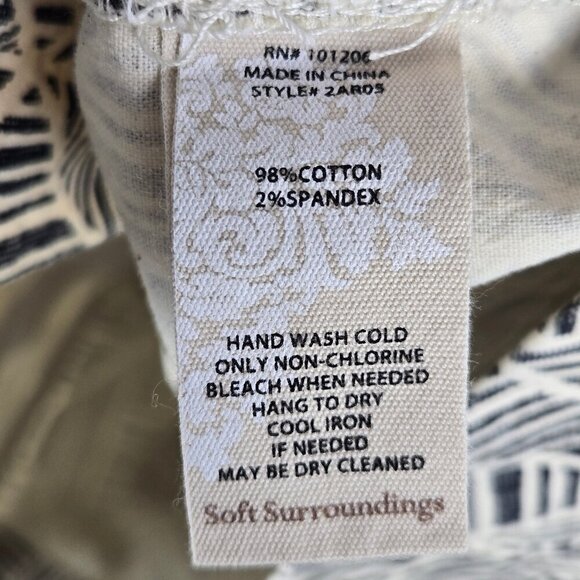 RN# 101206
MADE IN CHINA
STYLE# 2AR05
98%COTTON
2%SPANDEX
HAND WASH COLD
ONLY NON-CHLORINE
BLEACH WHEN NEEDED
HANG TO DRY
COOL IRON
IF NEEDED
MAY BE DRY CLEANED
Soft Surroundings